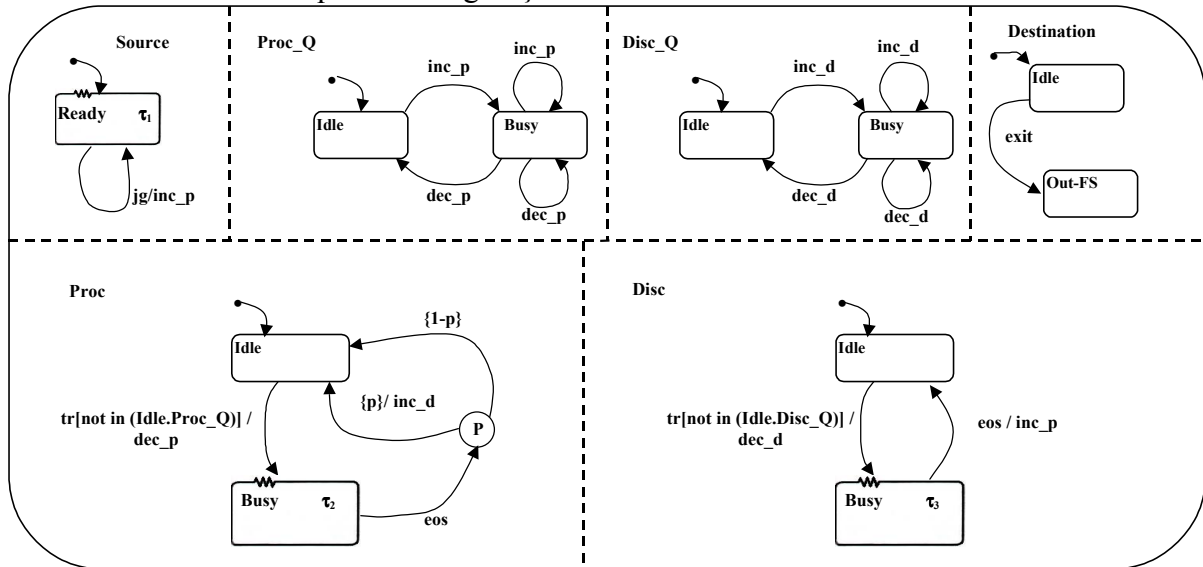 Source
Ready τ1
jg/inc_p
Proc_Q
inc_p
inc_p
Idle
Busy
dec_p
dec_p
Disc_Q
inc_d
inc_d
Idle
Busy
dec_d
dec_d
Destination
Idle
exit
Out-FS
Proc
{1-p}
Idle
{p}/ inc_d
P
tr[not in (Idle.Proc_Q)] /
dec_p
Busy τ2
eos
Disc
Idle
tr[not in (Idle.Disc_Q)] /
dec_d
eos / inc_p
Busy τ3